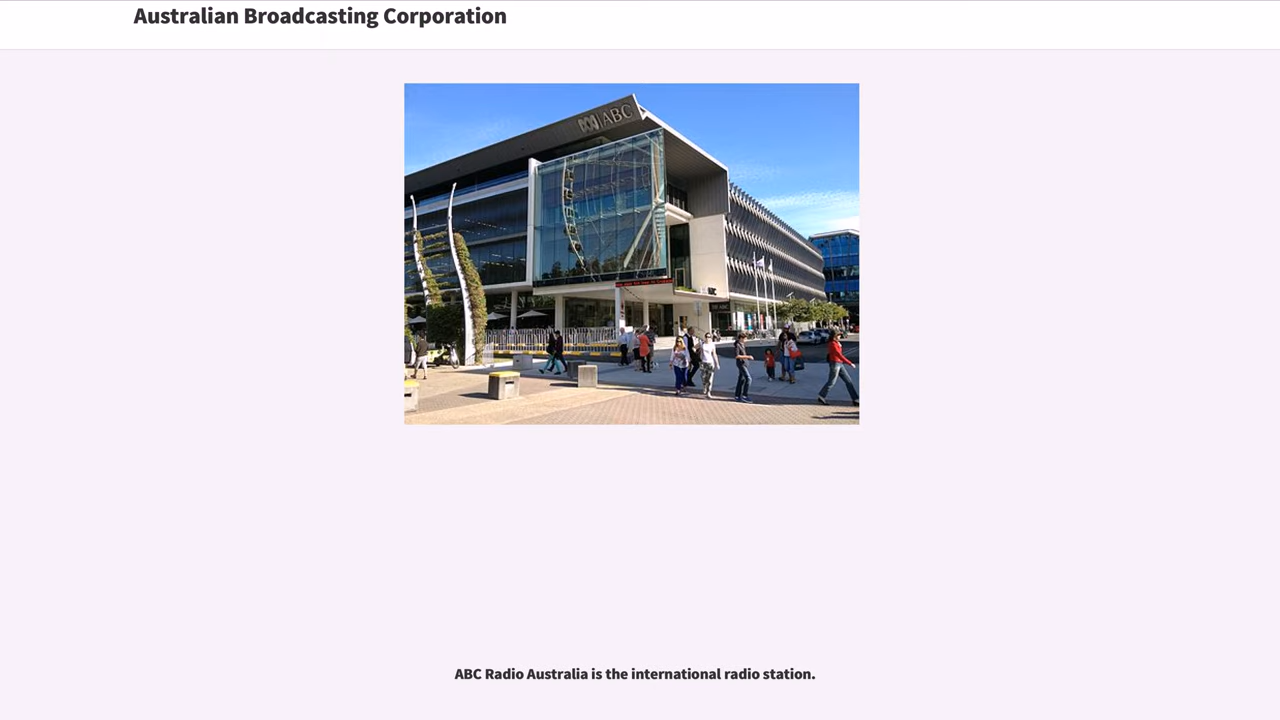 Australian Broadcasting Corporation
ABC
ABC Radio Australia is the international radio station.